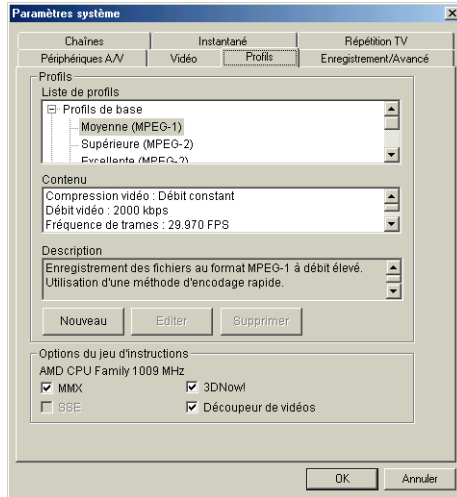 Paramètres système
Chaînes
Instantané
Répétition TV
Périphériques A/V
Vidéo
Profils
Enregistrement/Avancé
Profils
Liste de profils
Profils de base
Moyenne (MPEG-1)
Supérieure (MPEG-2)
Excellente (MPEG-2)
Contenu
Compression vidéo : Débit constant
Débit vidéo : 2000 kbps
Fréquence de trames : 29.970 FPS
Description
Enregistrement des fichiers au format MPEG-1 à débit élevé.
Utilisation d'une méthode d'encodage rapide.
Nouveau
Editer
Supprimer
Options du jeu d'instructions
AMD CPU Family 1009 MHz
MMX
3DNow!
SSE
Découpeur de vidéos
OK
Annuler